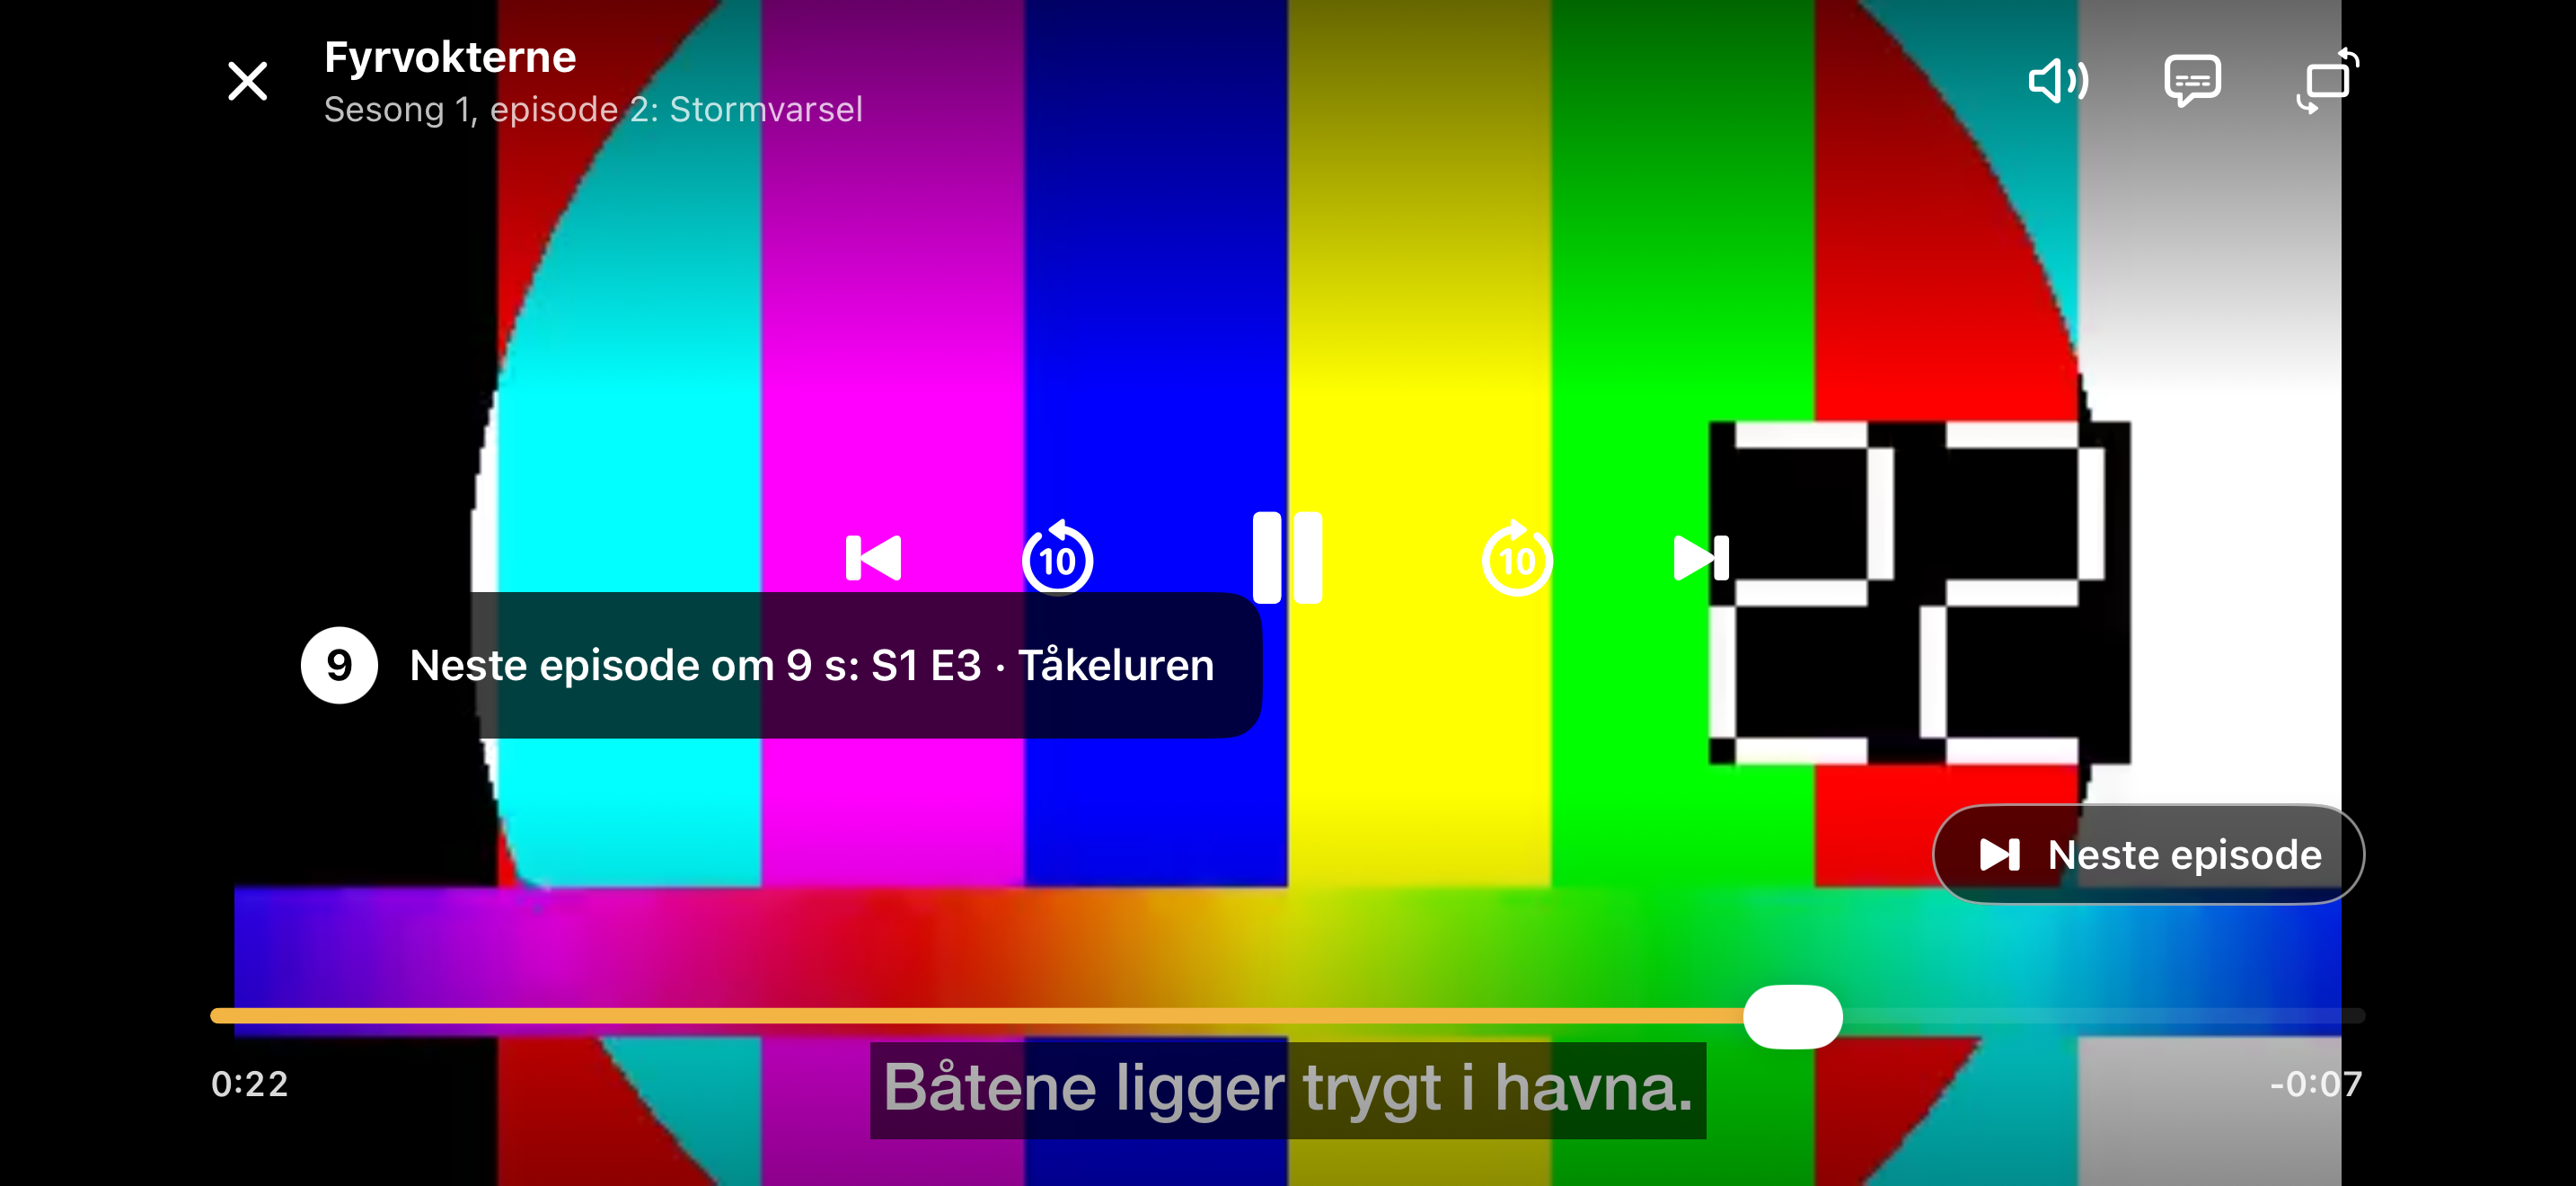 Fyrvokterne
Sesong 1, episode 2: Stormvarsel
10
10
22
9
Neste episode om 9 s: S1 E3 · Tåkeluren
Neste episode
0:22
-0:07
Båtene ligger trygt i havna.